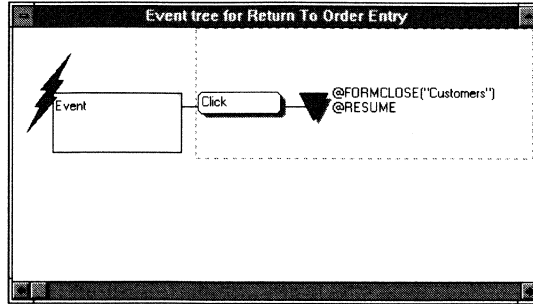 Event tree for Return To Order Entry
Event
Click
@FORMCLOSE("Customers")
@RESUME